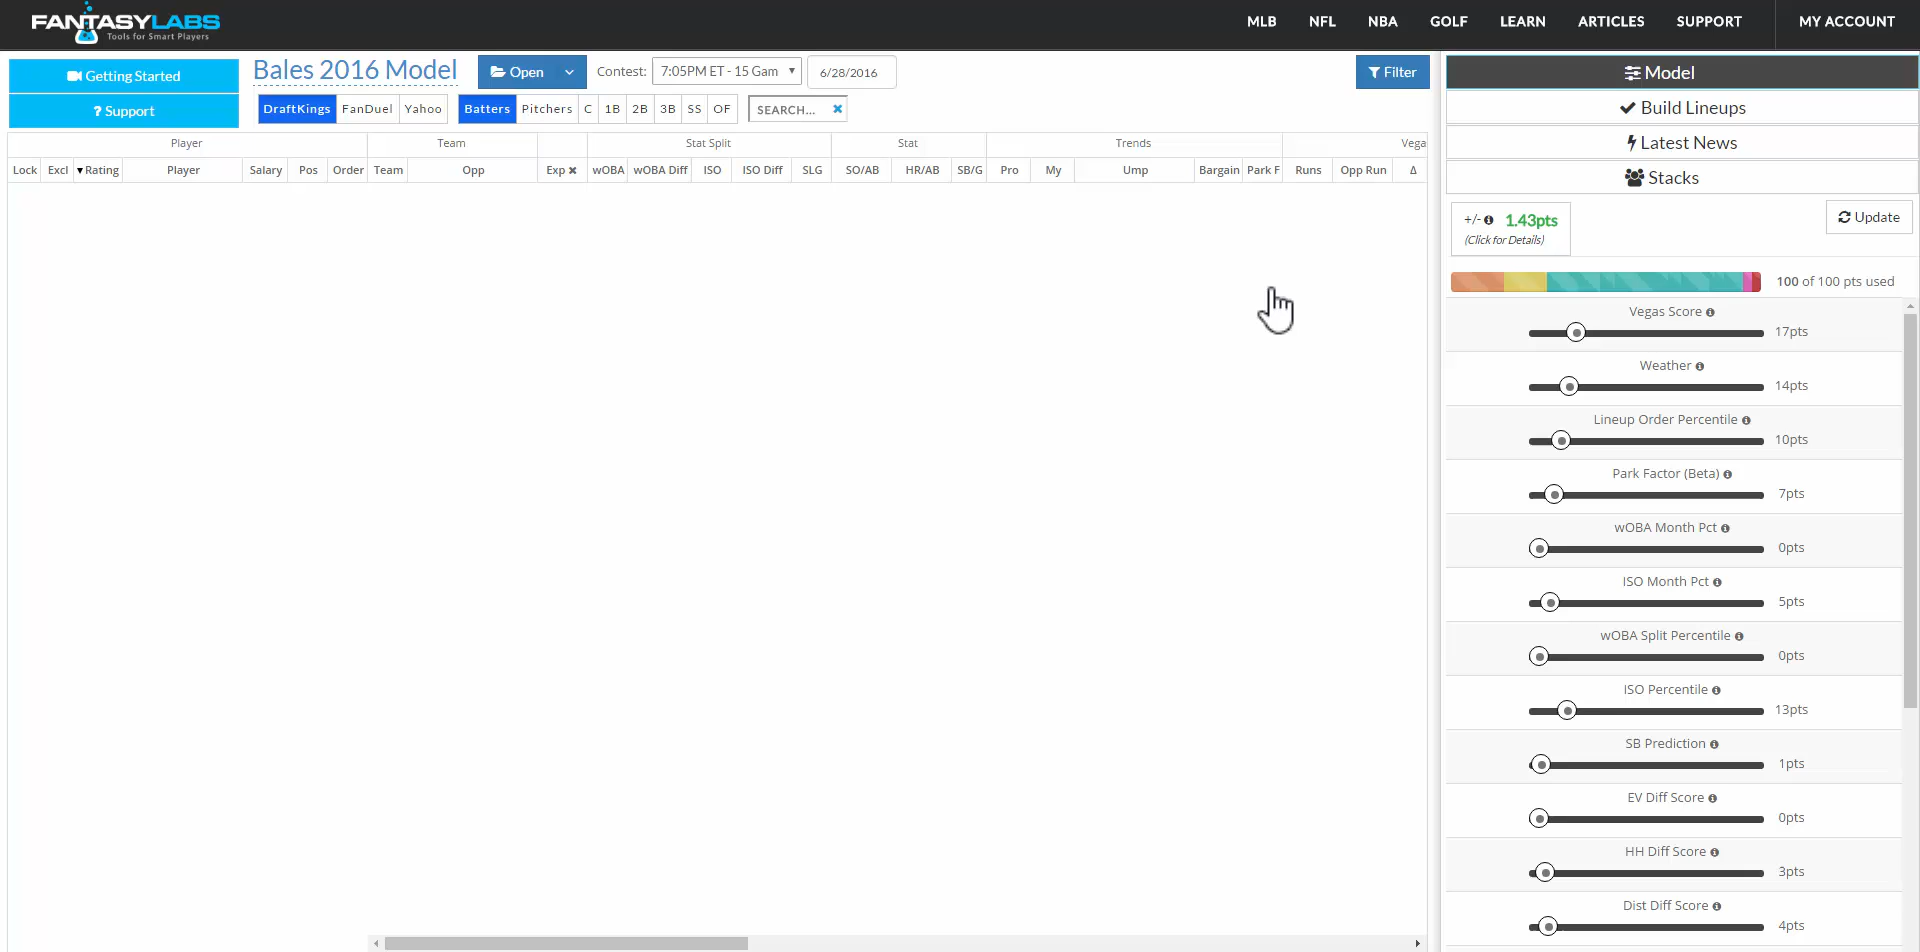 FANTASYLABS
Tools for Smart Players
MLB NFL NBA GOLF LEARN ARTICLES SUPPORT MY ACCOUNT
Getting Started
? Support
Bales 2016 Model
Open
Contest: 7:05PM ET - 15 Gam
6/28/2016
Filter
DraftKings FanDuel Yahoo
Batters Pitchers C 1B 2B 3B SS OF
SEARCH...
Player Team Stat Split Stat Trends Vega
Lock Excl Rating Player Salary Pos Order Team Opp Exp wOBA wOBA Diff ISO ISO Diff SLG SO/AB HR/AB SB/G Pro My Ump Bargain Park F Runs Opp Run Δ
Model
Build Lineups
Latest News
Stacks
+/- 1.43pts
(Click for Details)
Update
100 of 100 pts used
Vegas Score
17pts
Weather
14pts
Lineup Order Percentile
10pts
Park Factor (Beta)
7pts
wOBA Month Pct
0pts
ISO Month Pct
5pts
wOBA Split Percentile
0pts
ISO Percentile
13pts
SB Prediction
1pts
EV Diff Score
0pts
HH Diff Score
3pts
Dist Diff Score
4pts